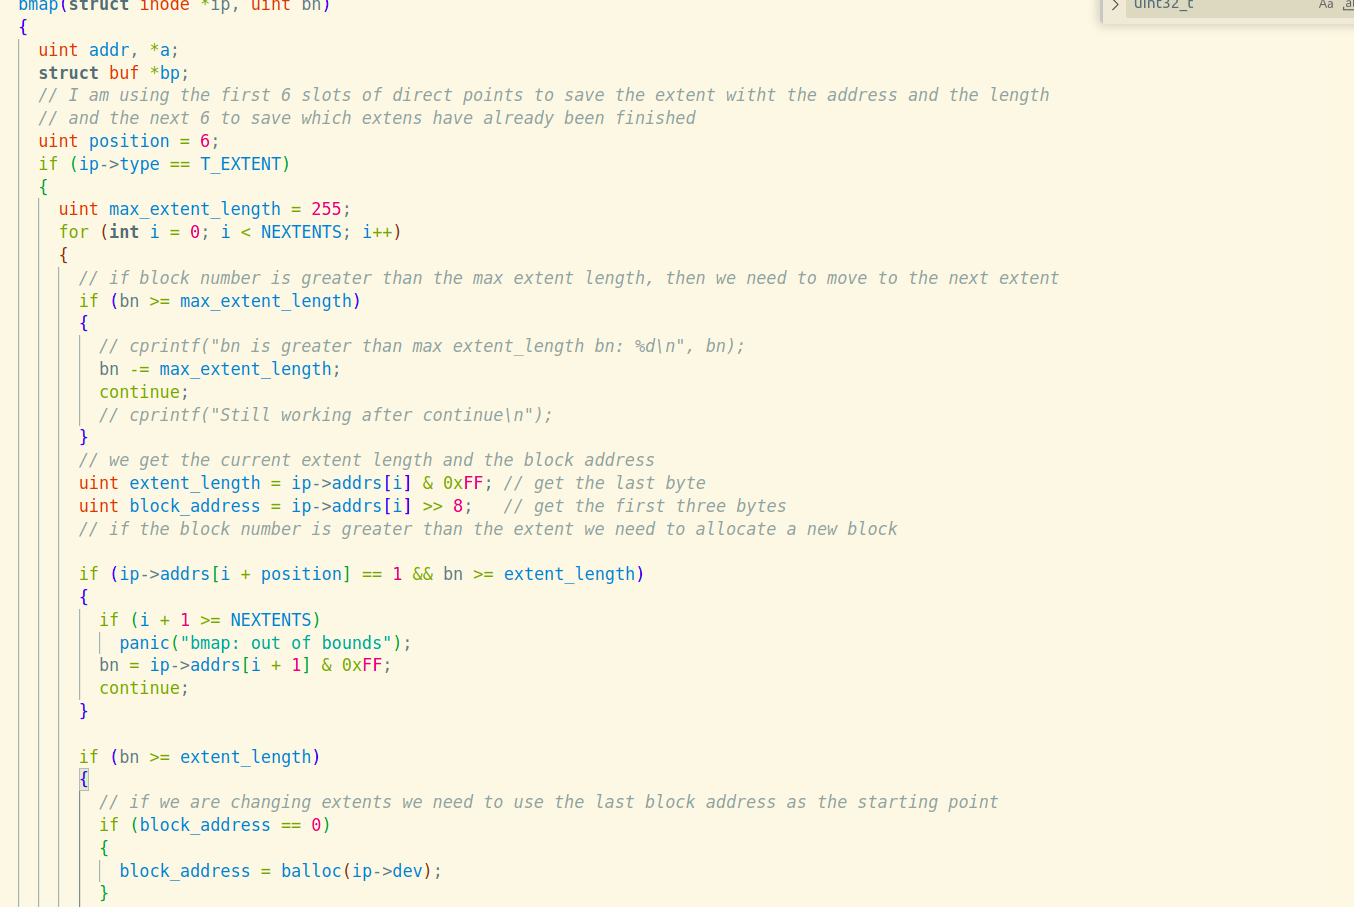 bmap(struct inode *ip, uint bn)
uint32_t
Aa
{
uint addr, *a;
struct buf *bp;
// I am using the first 6 slots of direct points to save the extent witht the address and the length
// and the next 6 to save which extens have already been finished
uint position = 6;
if (ip->type == T_EXTENT)
{
uint max_extent_length = 255;
for (int i = 0; i < NEXTENTS; i++)
{
// if block number is greater than the max extent length, then we need to move to the next extent
if (bn >= max_extent_length)
{
// cprintf("bn is greater than max extent_length bn: %d\n", bn);
bn -= max_extent_length;
continue;
// cprintf("Still working after continue\n");
}
// we get the current extent length and the block address
uint extent_length = ip->addrs[i] & 0xFF; // get the last byte
uint block_address = ip->addrs[i] >> 8;   // get the first three bytes
// if the block number is greater than the extent we need to allocate a new block
if (ip->addrs[i + position] == 1 && bn >= extent_length)
{
if (i + 1 >= NEXTENTS)
panic("bmap: out of bounds");
bn = ip->addrs[i + 1] & 0xFF;
continue;
}
if (bn >= extent_length)
{
// if we are changing extents we need to use the last block address as the starting point
if (block_address == 0)
{
block_address = balloc(ip->dev);
}